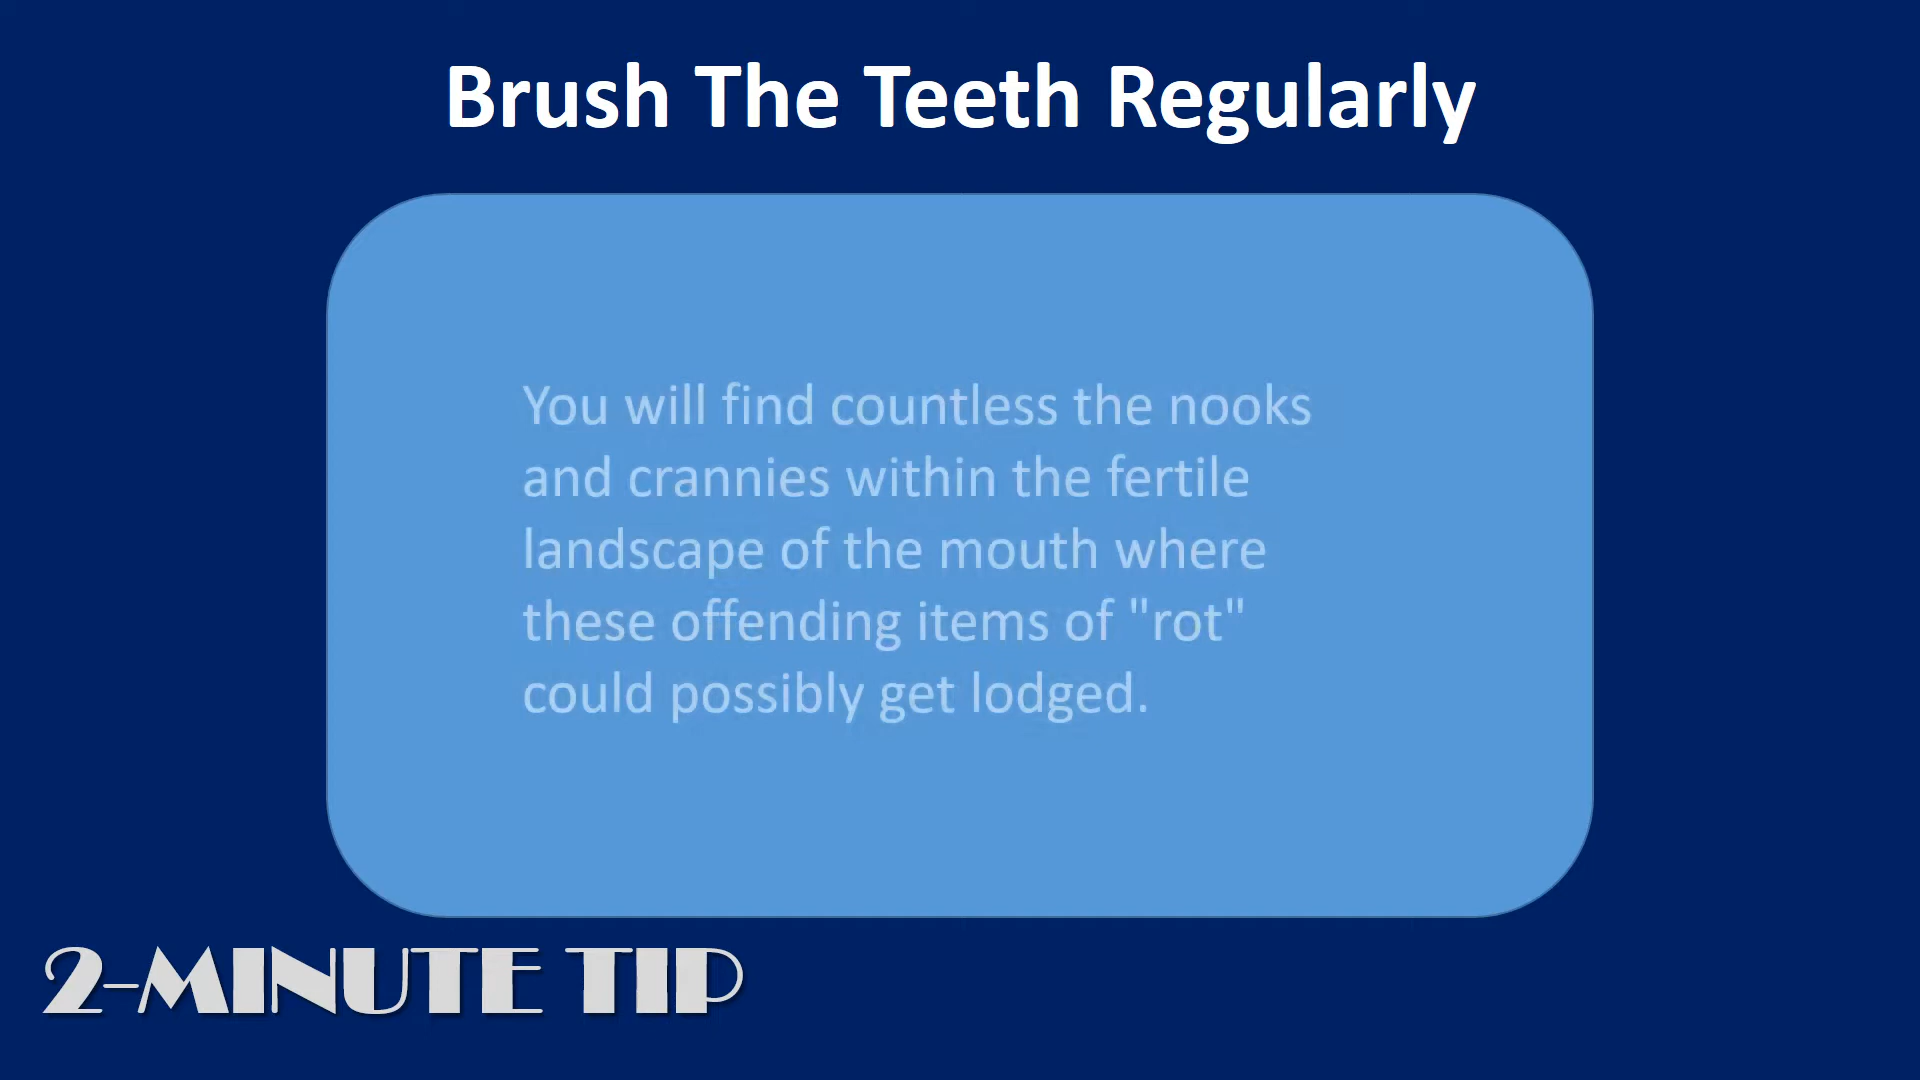 Brush The Teeth Regularly
You will find countless the nooks
and crannies within the fertile
landscape of the mouth where
these offending items of "rot"
could possibly get lodged.
2-MINUTE TIP